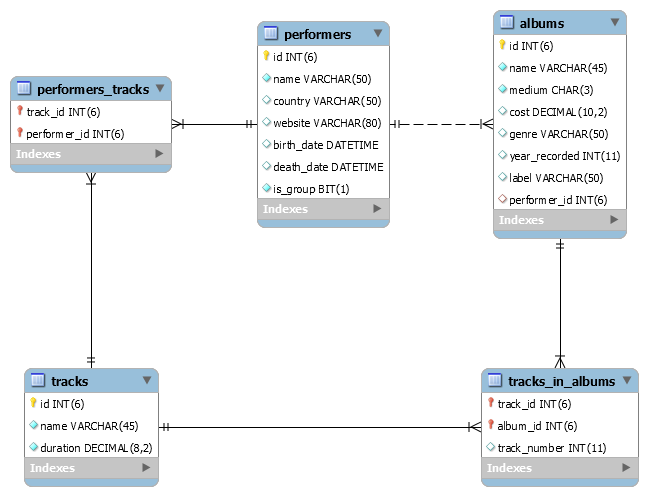 performers_tracks
track_id INT(6)
performer_id INT(6)
Indexes
performers
id INT(6)
name VARCHAR(50)
country VARCHAR(50)
website VARCHAR(80)
birth_date DATETIME
death_date DATETIME
is_group BIT(1)
Indexes
albums
id INT(6)
name VARCHAR(45)
medium CHAR(3)
cost DECIMAL(10,2)
genre VARCHAR(50)
year_recorded INT(11)
label VARCHAR(50)
performer_id INT(6)
Indexes
tracks
id INT(6)
name VARCHAR(45)
duration DECIMAL(8,2)
Indexes
tracks_in_albums
track_id INT(6)
album_id INT(6)
track_number INT(11)
Indexes